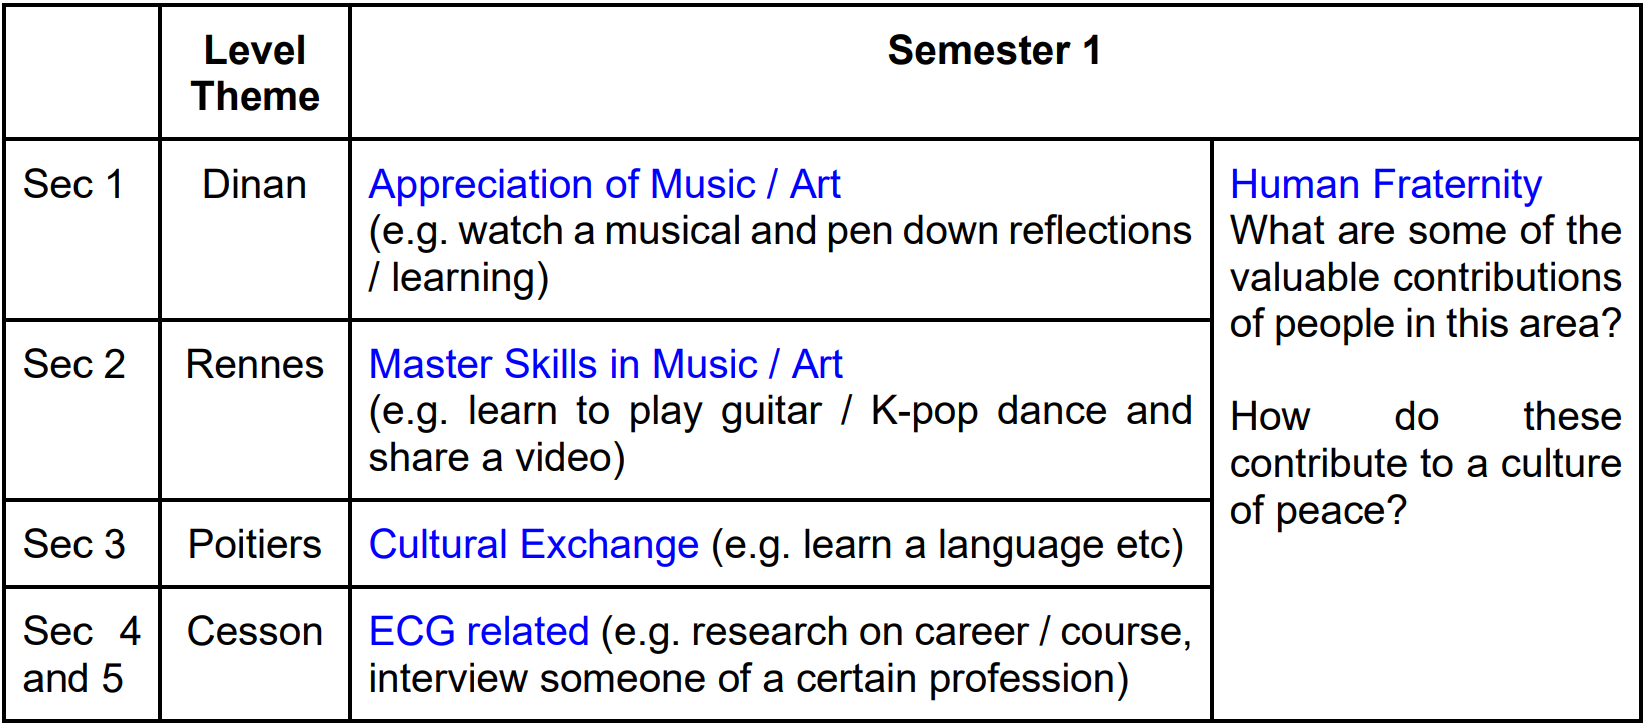 Level
Theme
Semester 1
Sec 1
Dinan
Appreciation of Music / Art
(e.g. watch a musical and pen down reflections
/ learning)
Human Fraternity
What are some of the
valuable contributions
of people in this area?
How do these
contribute to a culture
of peace?
Sec 2
Rennes
Master Skills in Music / Art
(e.g. learn to play guitar / K-pop dance and
share a video)
Sec 3
Poitiers
Cultural Exchange (e.g. learn a language etc)
Sec 4
and 5
Cesson
ECG related (e.g. research on career / course,
interview someone of a certain profession)